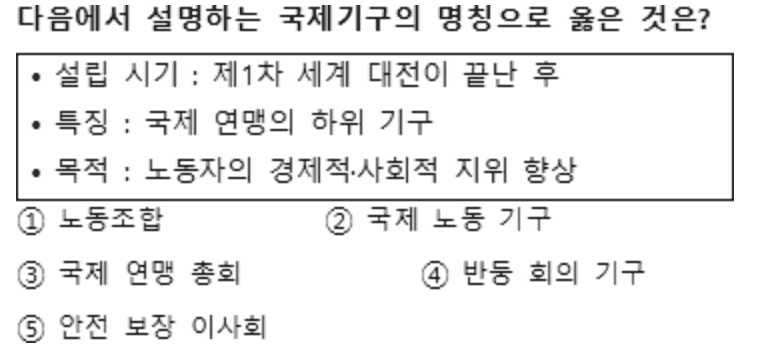 다음에서 설명하는 국제기구의 명칭으로 옳은 것은?
• 설립 시기 : 제1차 세계 대전이 끝난 후
• 특징 : 국제 연맹의 하위 기구
• 목적 : 노동자의 경제적·사회적 지위 향상
① 노동조합 ② 국제 노동 기구
③ 국제 연맹 총회 ④ 반둥 회의 기구
⑤ 안전 보장 이사회